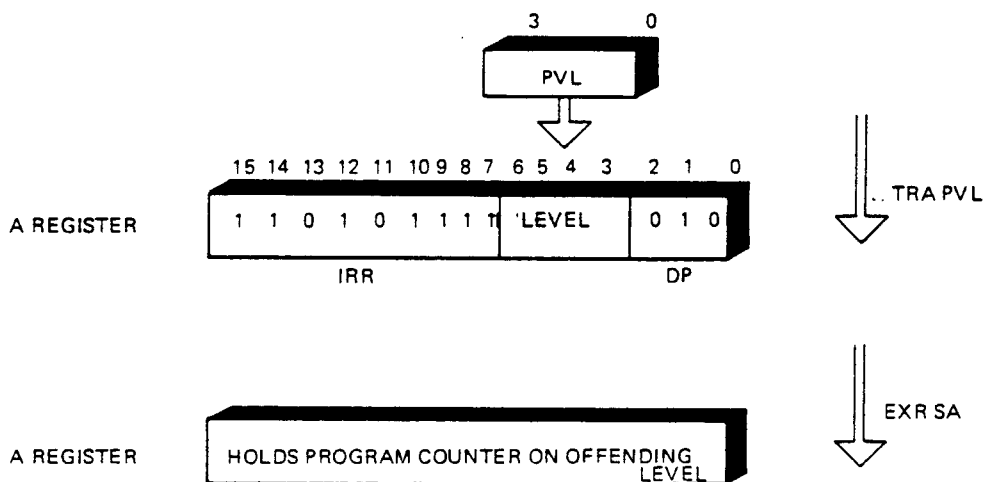 3 0
PVL
15 14 13 12 11 10 9 8 7 6 5 4 3 2 1 0
TRA PVL
A REGISTER
1 1 0 1 0 1 1 1 1 LEVEL 0 1 0
IRR DP
EXR SA
A REGISTER
HOLDS PROGRAM COUNTER ON OFFENDING
LEVEL